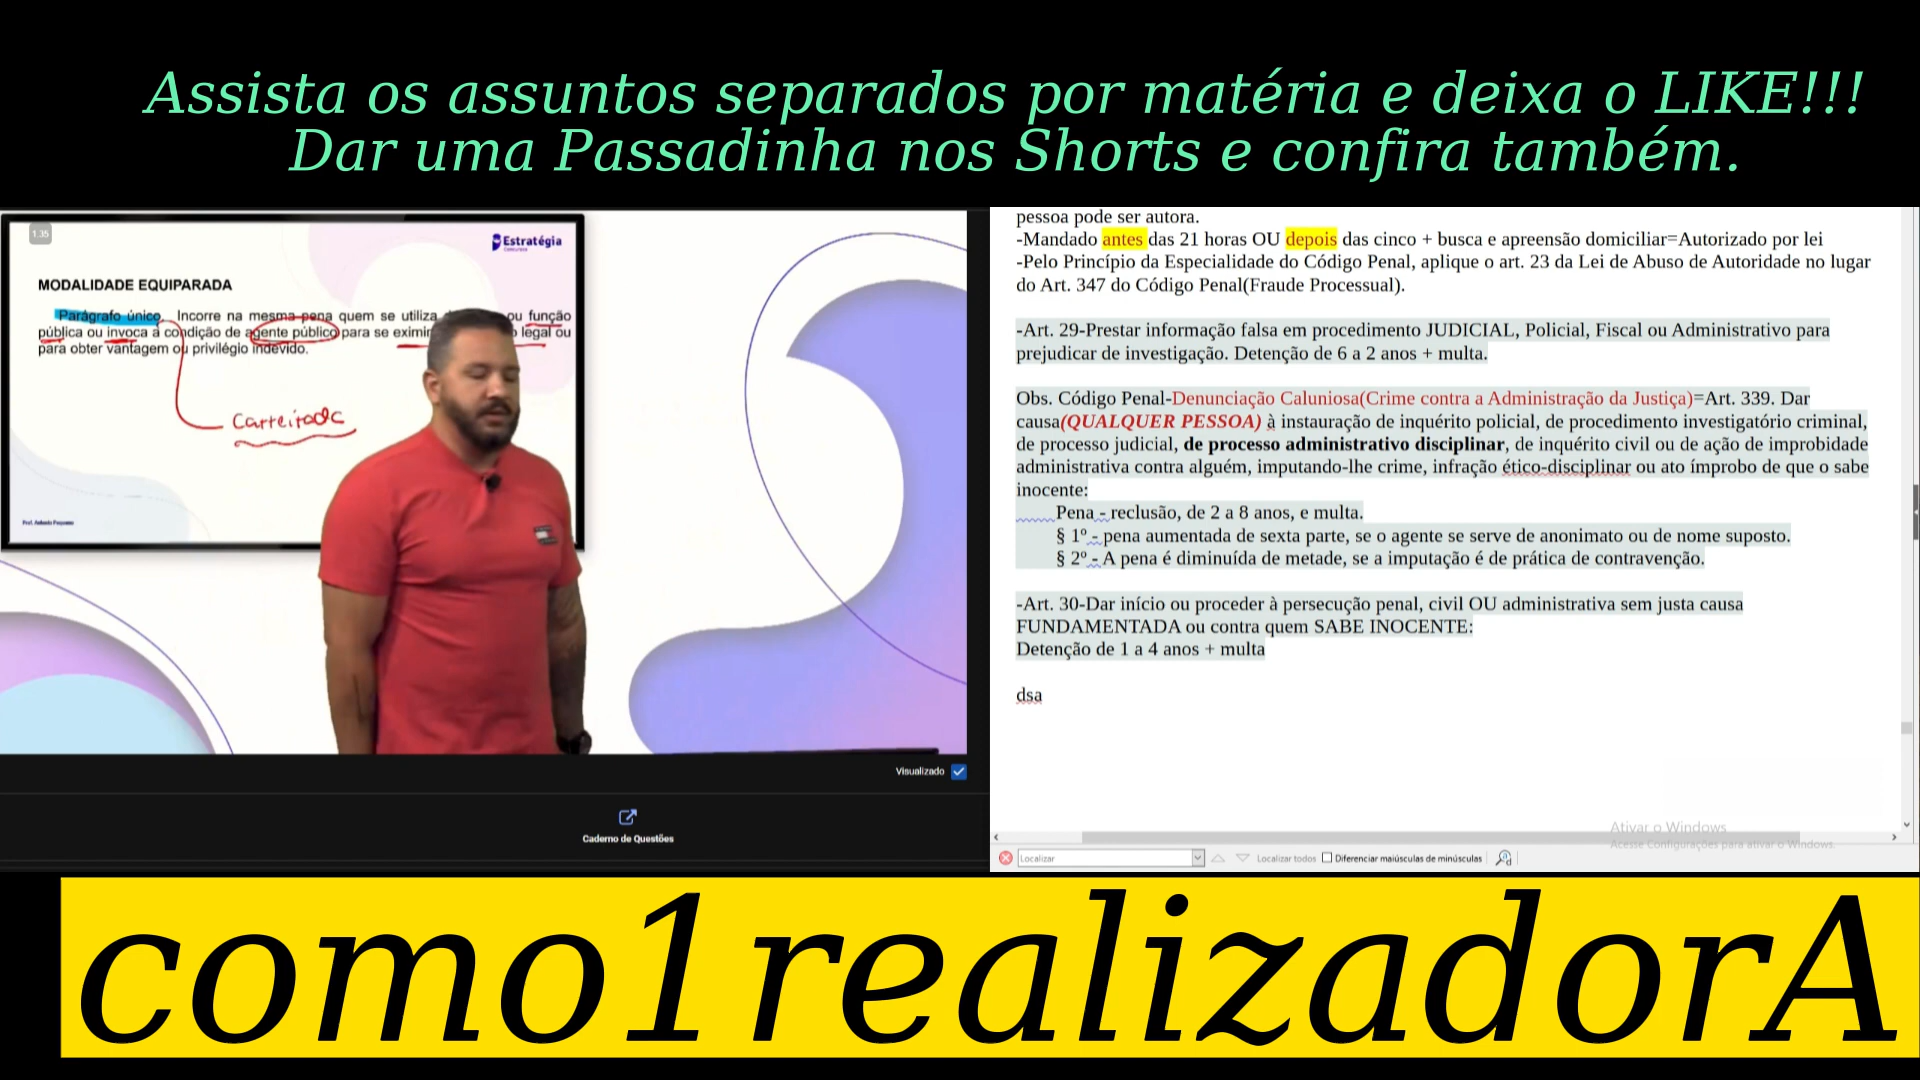 Assista os assuntos separados por matéria e deixa o LIKE!!!
Dar uma Passadinha nos Shorts e confira também.
1.35
Estratégia
Concursos
MODALIDADE EQUIPARADA
Parágrafo único. Incorre na mesma pena quem se utiliza ou função
pública ou invoca a condição de agente público para se eximir legal ou
para obter vantagem ou privilégio indevido.
Carteirada
Prof. Antonio Pequeno
Visualizado
Caderno de Questões
pessoa pode ser autora.
-Mandado antes das 21 horas OU depois das cinco + busca e apreensão domiciliar=Autorizado por lei
-Pelo Princípio da Especialidade do Código Penal, aplique o art. 23 da Lei de Abuso de Autoridade no lugar
do Art. 347 do Código Penal(Fraude Processual).
-Art. 29-Prestar informação falsa em procedimento JUDICIAL, Policial, Fiscal ou Administrativo para
prejudicar de investigação. Detenção de 6 a 2 anos + multa.
Obs. Código Penal-Denunciação Caluniosa(Crime contra a Administração da Justiça)=Art. 339. Dar
causa(QUALQUER PESSOA) à instauração de inquérito policial, de procedimento investigatório criminal,
de processo judicial, de processo administrativo disciplinar, de inquérito civil ou de ação de improbidade
administrativa contra alguém, imputando-lhe crime, infração ético-disciplinar ou ato ímprobo de que o sabe
inocente:
Pena - reclusão, de 2 a 8 anos, e multa.
§ 1º - pena aumentada de sexta parte, se o agente se serve de anonimato ou de nome suposto.
§ 2º - A pena é diminuída de metade, se a imputação é de prática de contravenção.
-Art. 30-Dar início ou proceder à persecução penal, civil OU administrativa sem justa causa
FUNDAMENTADA ou contra quem SABE INOCENTE:
Detenção de 1 a 4 anos + multa
dsa
Ativar o Windows
Acesse Configurações para ativar o Windows.
Localizar
Localizar todos
Diferenciar maiúsculas de minúsculas
como1realizadorA